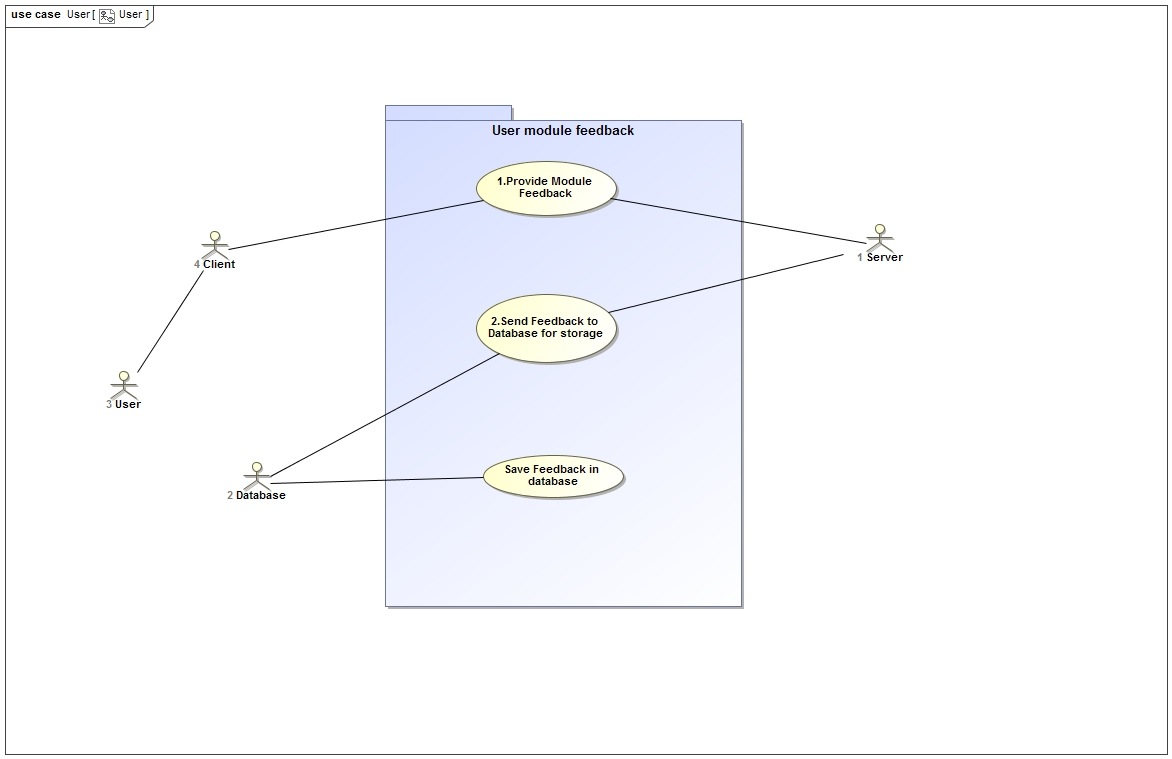 use case User [ User ]
User module feedback
1.Provide Module
Feedback
4 Client
1 Server
2.Send Feedback to
Database for storage
3 User
Save Feedback in
database
2 Database